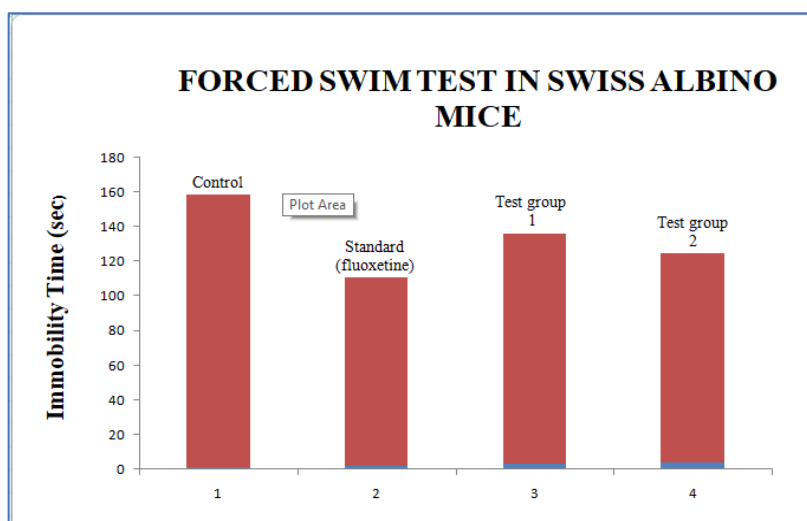 FORCED SWIM TEST IN SWISS ALBINO
MICE
Immobility Time (sec)
180
160
140
120
100
80
60
40
20
0
Control
Plot Area
Standard
(fluoxetine)
Test group
1
Test group
2
1
2
3
4